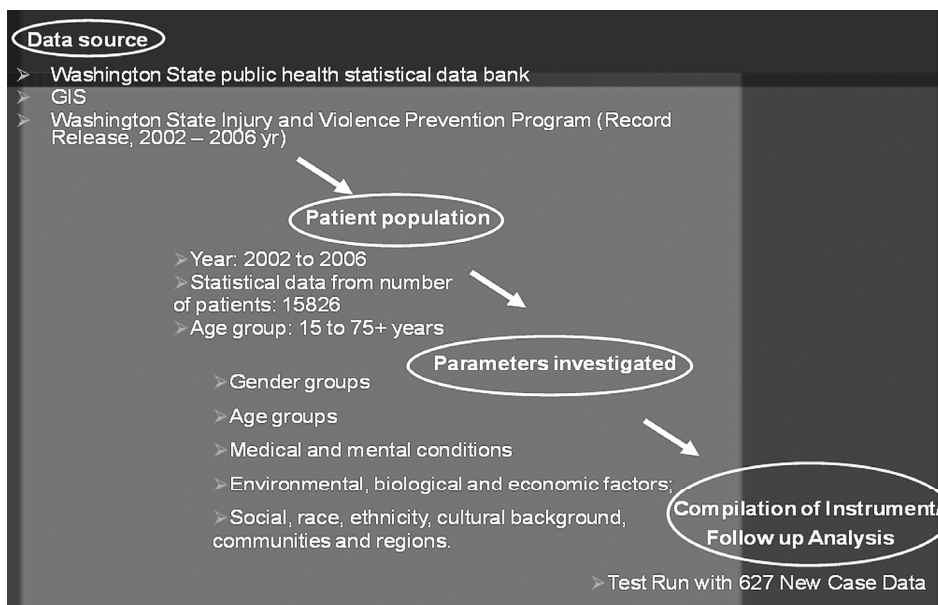 Data source
➢ Washington State public health statistical data bank
➢ GIS
➢ Washington State Injury and Violence Prevention Program (Record
Release, 2002 – 2006 yr)
Patient population
➢Year: 2002 to 2006
➢Statistical data from number
of patients: 15826
➢Age group: 15 to 75+ years
Parameters investigated
➢Gender groups
➢Age groups
➢Medical and mental conditions
➢Environmental, biological and economic factors;
➢Social, race, ethnicity, cultural background,
communities and regions.
Compilation of Instrument/
Follow up Analysis
➢Test Run with 627 New Case Data